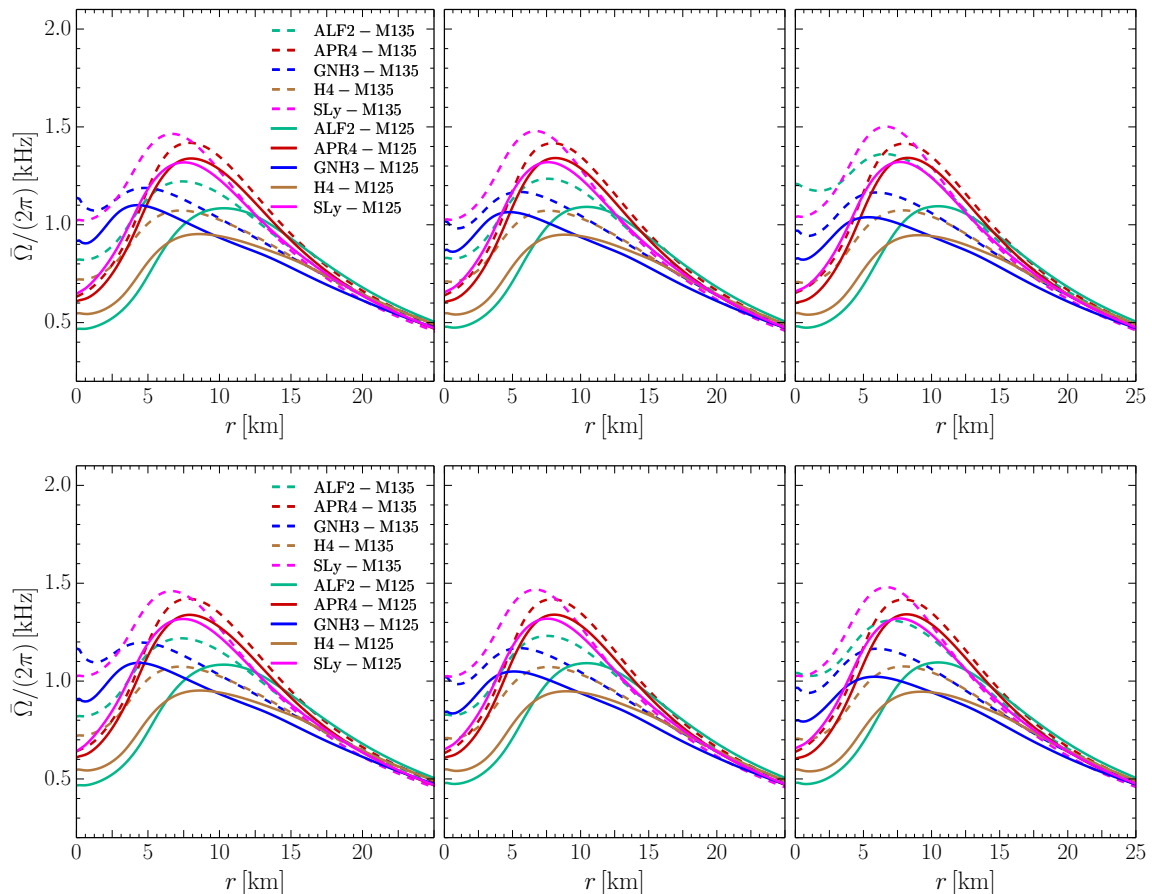 2.0
1.5
1.0
0.5
Ω̄/(2π) [kHz]
ALF2 − M135
APR4 − M135
GNH3 − M135
H4 − M135
SLy − M135
ALF2 − M125
APR4 − M125
GNH3 − M125
H4 − M125
SLy − M125
0 5 10 15 20
0 5 10 15 20
0 5 10 15 20 25
r [km]
r [km]
r [km]
2.0
1.5
1.0
0.5
Ω̄/(2π) [kHz]
ALF2 − M135
APR4 − M135
GNH3 − M135
H4 − M135
SLy − M135
ALF2 − M125
APR4 − M125
GNH3 − M125
H4 − M125
SLy − M125
0 5 10 15 20
0 5 10 15 20
0 5 10 15 20 25
r [km]
r [km]
r [km]